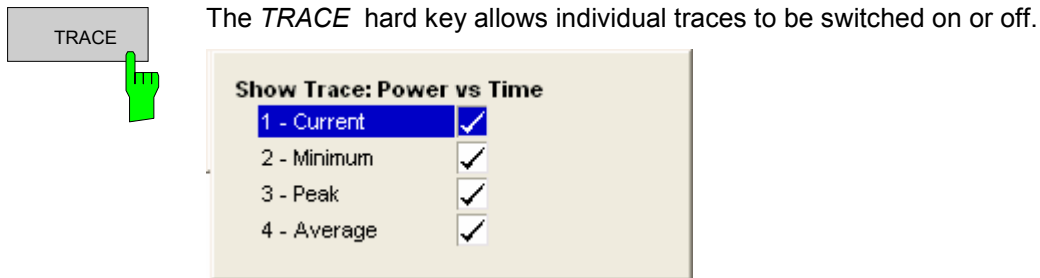 TRACE
The TRACE hard key allows individual traces to be switched on or off.
Show Trace: Power vs Time
1 - Current
2 - Minimum
3 - Peak
4 - Average